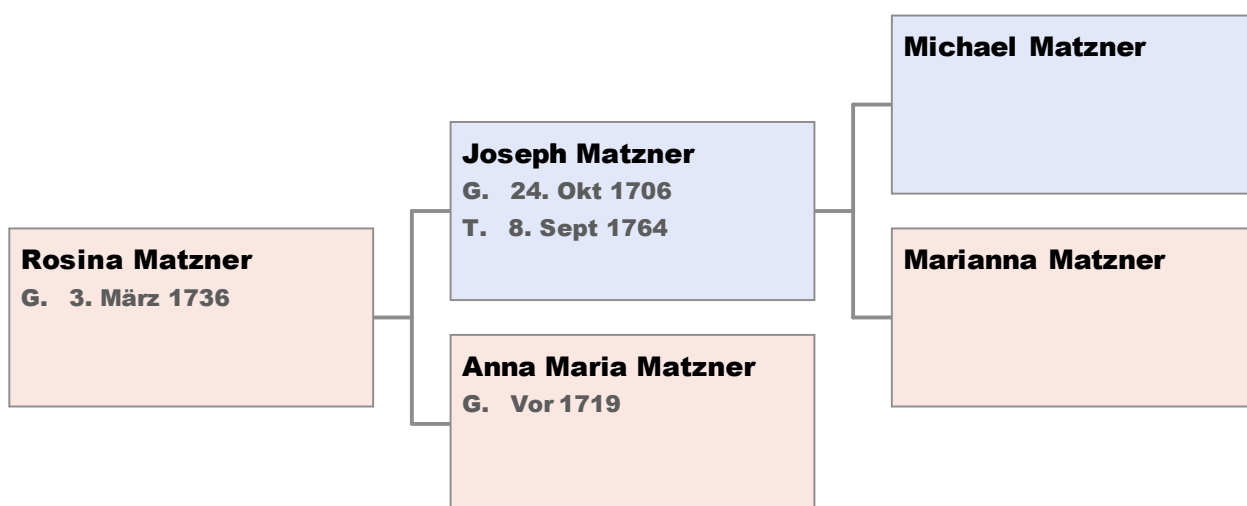 Michael Matzner
Joseph Matzner
G. 24. Okt 1706
T. 8. Sept 1764
Rosina Matzner
G. 3. März 1736
Marianna Matzner
Anna Maria Matzner
G. Vor 1719